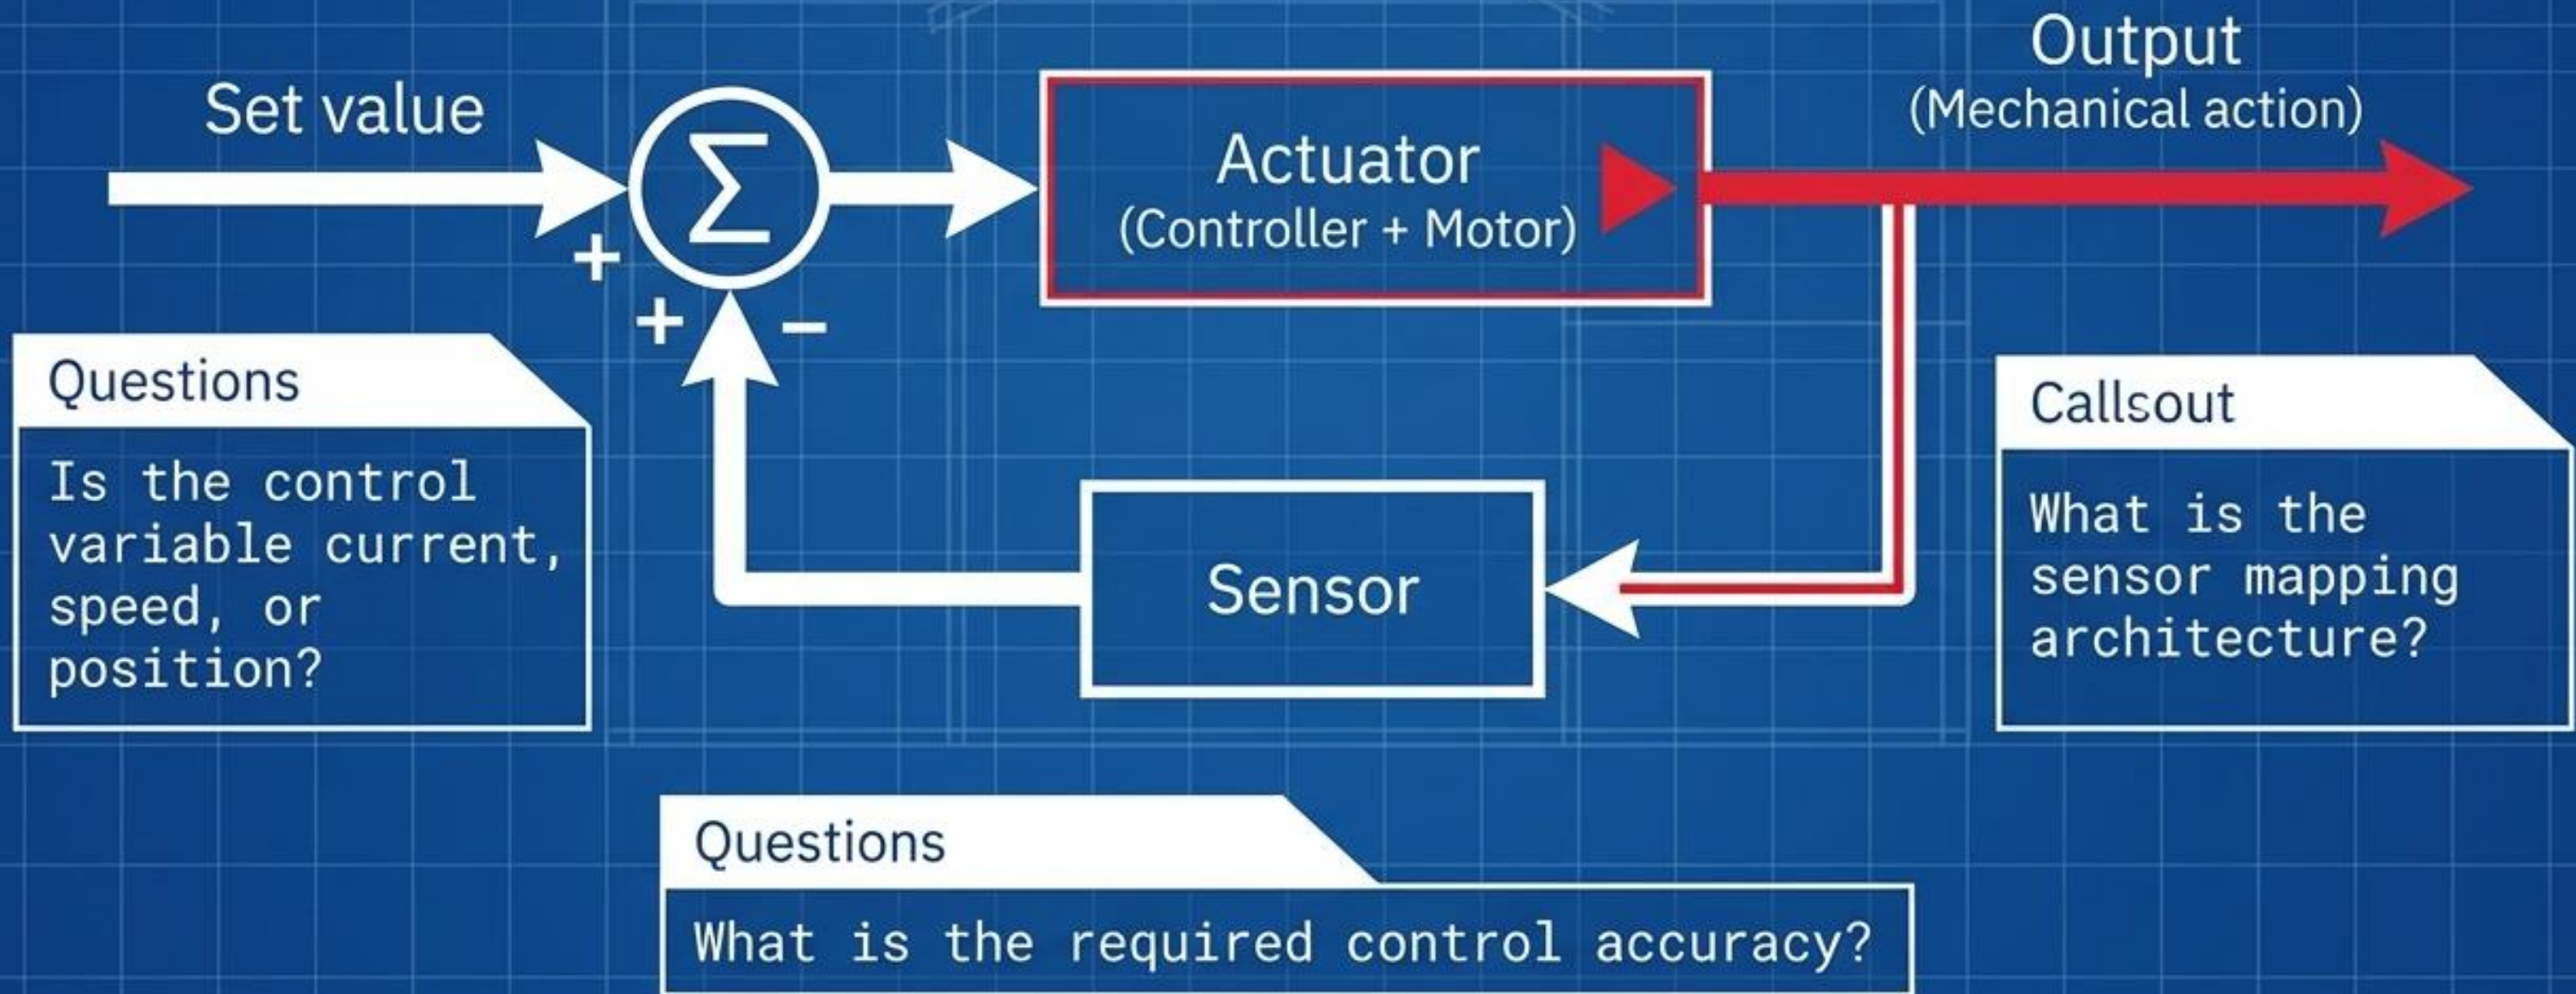 Set value
Σ
+
+ −
Actuator
(Controller + Motor)
Output
(Mechanical action)
Sensor
Questions
Is the control
variable current,
speed, or
position?
Callsout
What is the
sensor mapping
architecture?
Questions
What is the required control accuracy?